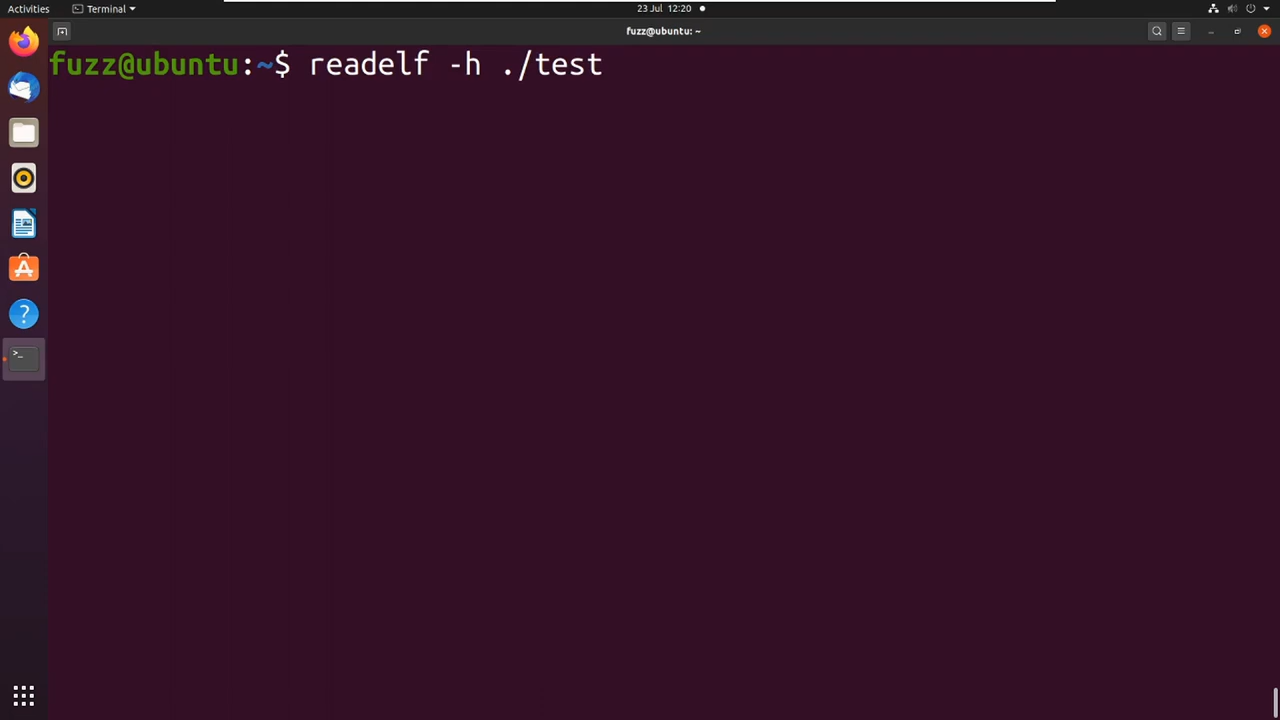 Activities
Terminal
23 Jul 12:20
fuzz@ubuntu: ~
fuzz@ubuntu:~$ readelf -h ./test